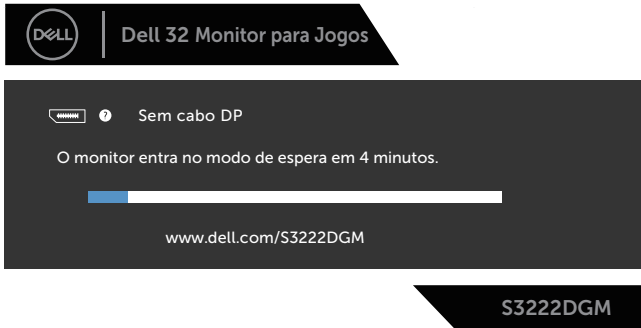 DELL
Dell 32 Monitor para Jogos
? Sem cabo DP
O monitor entra no modo de espera em 4 minutos.
www.dell.com/S3222DGM
S3222DGM